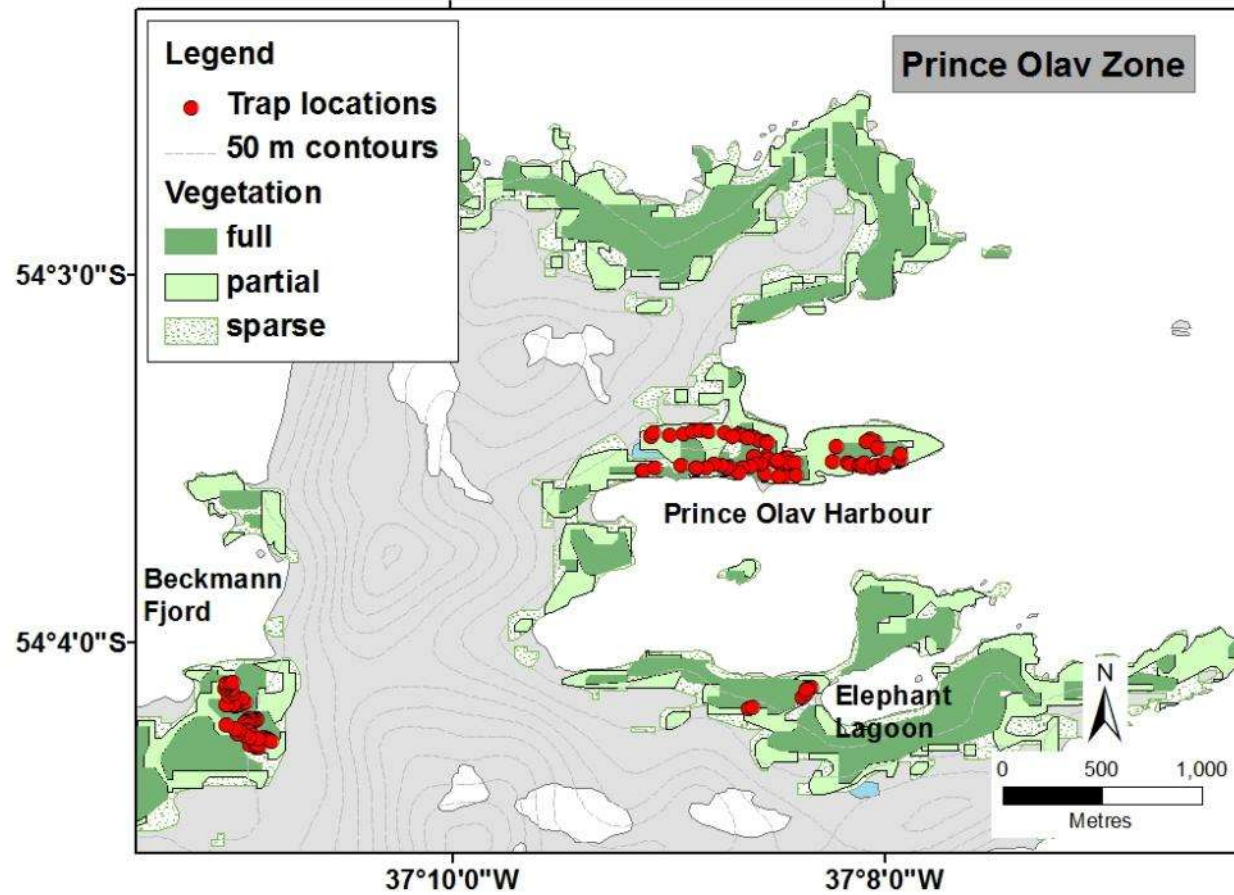 Prince Olav Zone
Legend
Trap locations
50 m contours
Vegetation
full
partial
sparse
54°3'0"S
Prince Olav Harbour
Beckmann
Fjord
54°4'0"S
Elephant
Lagoon
N
0 500 1,000
Metres
37°10'0"W 37°8'0"W